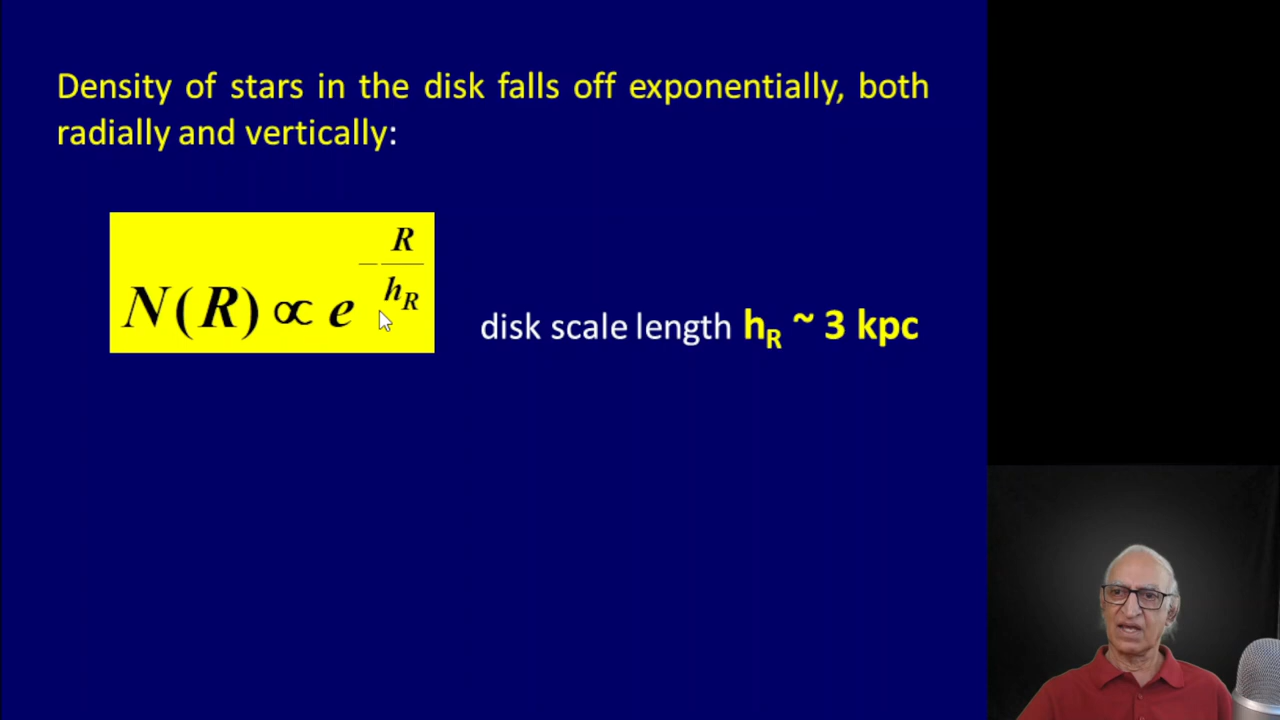 Density of stars in the disk falls off exponentially, both
radially and vertically:
N(R) ∝ e^{-R/h_R}
disk scale length h_R ~ 3 kpc